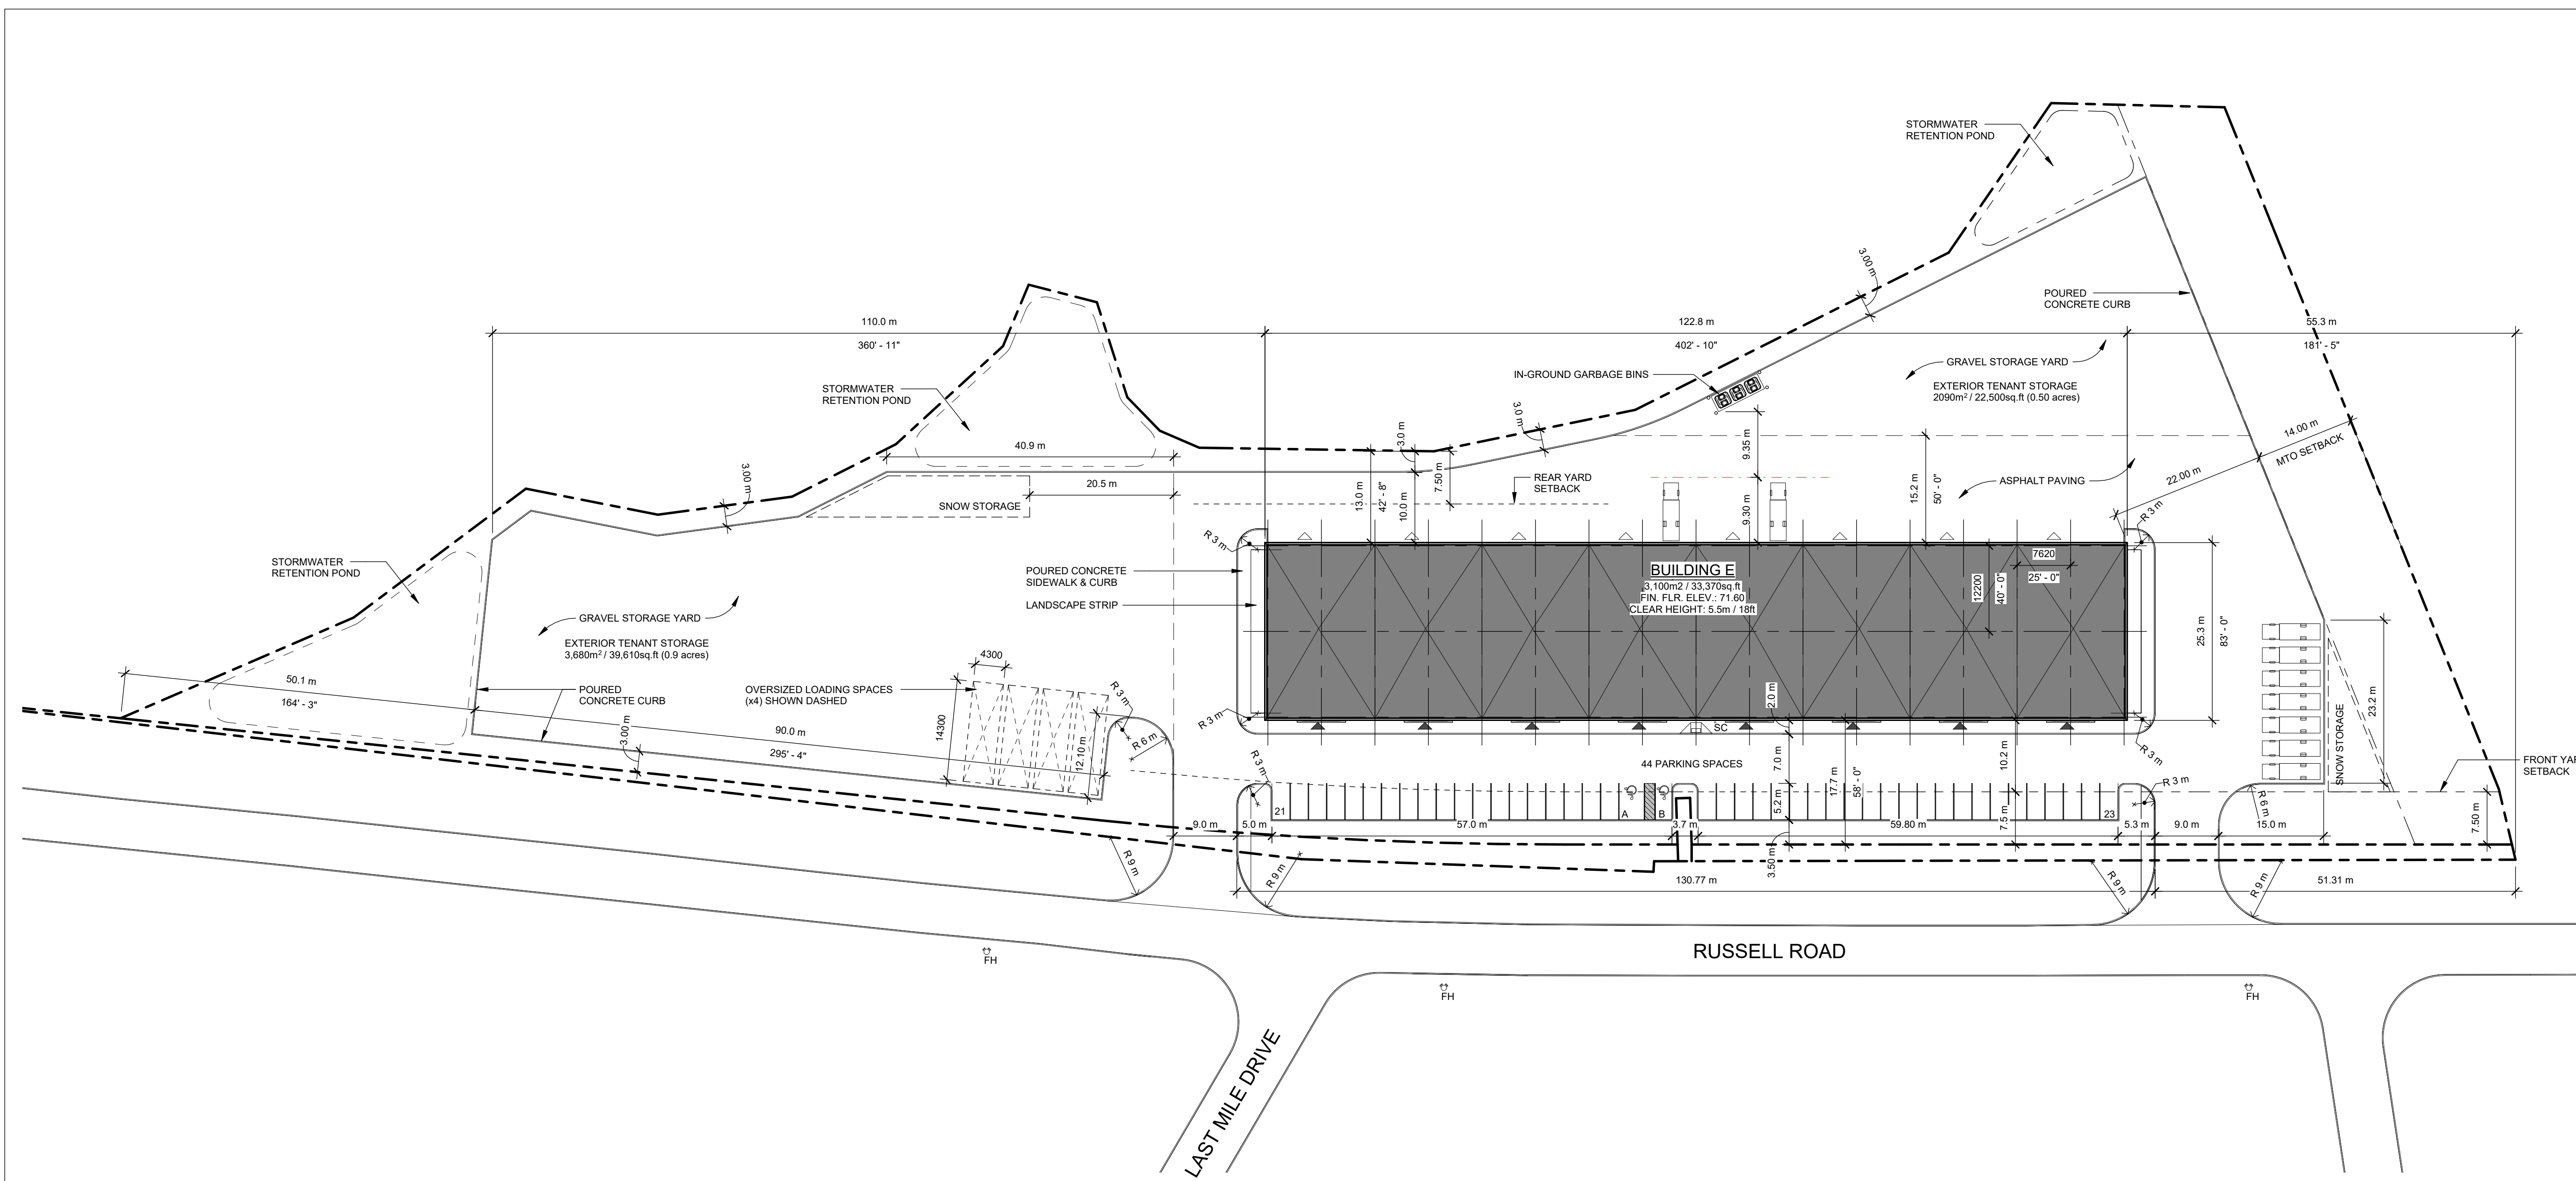 STORMWATER
RETENTION POND
3.00 m
POURED
CONCRETE CURB
110.0 m
360' - 11"
122.8 m
402' - 10"
55.3 m
181' - 5"
IN-GROUND GARBAGE BINS
GRAVEL STORAGE YARD
EXTERIOR TENANT STORAGE
2090m² / 22,500sq.ft (0.50 acres)
STORMWATER
RETENTION POND
40.9 m
3.0 m
3.0 m
9.35 m
14.00 m
MTO SETBACK
3.00 m
20.5 m
7.50 m
13.0 m
42' - 8"
10.0 m
REAR YARD
SETBACK
9.30 m
15.2 m
50' - 0"
ASPHALT PAVING
22.00 m
SNOW STORAGE
R 3 m
R 3 m
STORMWATER
RETENTION POND
POURED CONCRETE
SIDEWALK & CURB
LANDSCAPE STRIP
BUILDING E
3,100m2 / 33,370sq.ft
FIN. FLR. ELEV.: 71.60
CLEAR HEIGHT: 5.5m / 18ft
7620
25' - 0"
12200
40' - 0"
25.3 m
83' - 0"
GRAVEL STORAGE YARD
EXTERIOR TENANT STORAGE
3,680m² / 39,610sq.ft (0.9 acres)
4300
50.1 m
164' - 3"
POURED
CONCRETE CURB
OVERSIZED LOADING SPACES
(x4) SHOWN DASHED
R 3 m
R 3 m
2.0 m
SC
23.2 m
SNOW STORAGE
14300
3.00 m
90.0 m
295' - 4"
12.10 m
R 6 m
R 3 m
44 PARKING SPACES
7.0 m
17.7 m
58' - 0"
10.2 m
R 3 m
R 3 m
FRONT YAR
SETBACK
21
A
B
5.2 m
23
R 6 m
7.50 m
9.0 m
5.0 m
57.0 m
3.7 m
59.80 m
7.5 m
5.3 m
9.0 m
15.0 m
R 9 m
R 9 m
3.50 m
130.77 m
R 9 m
R 9 m
51.31 m
RUSSELL ROAD
FH
FH
FH
LAST MILE DRIVE